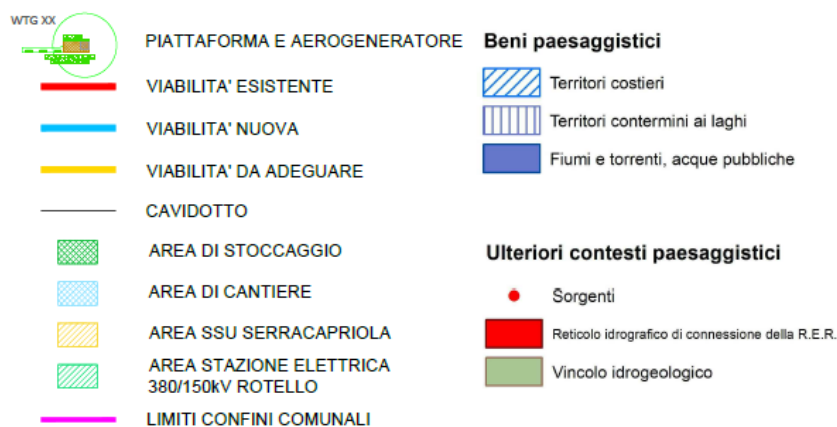 WTG XX
PIATTAFORMA E AEROGENERATORE
VIABILITA' ESISTENTE
VIABILITA' NUOVA
VIABILITA' DA ADEGUARE
CAVIDOTTO
AREA DI STOCCAGGIO
AREA DI CANTIERE
AREA SSU SERRACAPRIOLA
AREA STAZIONE ELETTRICA
380/150kV ROTELLO
LIMITI CONFINI COMUNALI
Beni paesaggistici
Territori costieri
Territori contermini ai laghi
Fiumi e torrenti, acque pubbliche
Ulteriori contesti paesaggistici
Sorgenti
Reticolo idrografico di connessione della R.E.R.
Vincolo idrogeologico